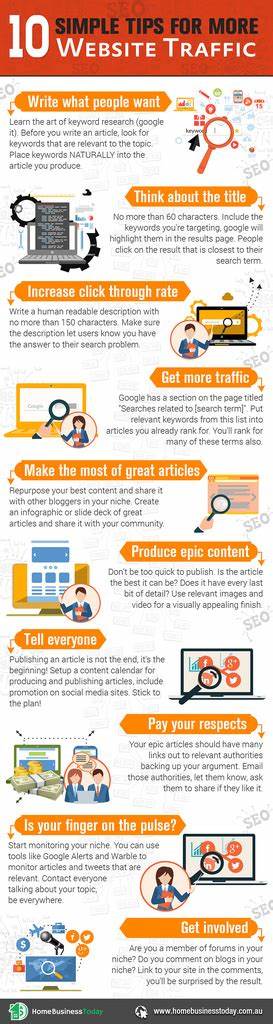 10 SIMPLE TIPS FOR MORE
WEBSITE TRAFFIC
Write what people want
Learn the art of keyword research (google
it). Before you write an article, look for
keywords that are relevant to the topic.
Place keywords NATURALLY into the
article you produce.
keywo
Think about the title
No more than 60 characters. Include the
keywords you're targeting, google will
highlight them in the results page. People
click on the result that is closest to their
search term.
Increase click through rate
Write a human readable description with
no more than 150 characters. Make sure
the description let users know you have
the answer to their search problem.
Get more traffic
Google has a section on the page titled
"Searches related to [search term]". Put
relevant keywords from this list into
articles you already rank for. You'll rank for
many of these terms also.
Google
Make the most of great articles
Repurpose your best content and share it
with other bloggers in your niche. Create
an infographic or slide deck of great
articles and share it with your community.
Produce epic content
Don't be too quick to publish. Is the article
the best it can be? Does it have every last
bit of detail? Use relevant images and
video for a visually appealing finish.
Tell everyone
Publishing an article is not the end, it's the
beginning! Setup a content calendar for
producing and publishing articles, include
promotion on social media sites. Stick to
the plan!
Pay your respects
Your epic articles should have many
links out to relevant authorities
backing up your argument. Email
those authorities, let them know, ask
them to share if they like it.
Is your finger on the pulse?
Start monitoring your niche. You can use
tools like Google Alerts and Warble to
monitor articles and tweets that are
relevant. Contact everyone
talking about your topic,
be everywhere.
Get involved
Are you a member of forums in your
niche? Do you comment on blogs in your
niche? Link to your site in the comments,
you'll be surprised by the result.
HomeBusinessToday
www.homebusinesstoday.com.au